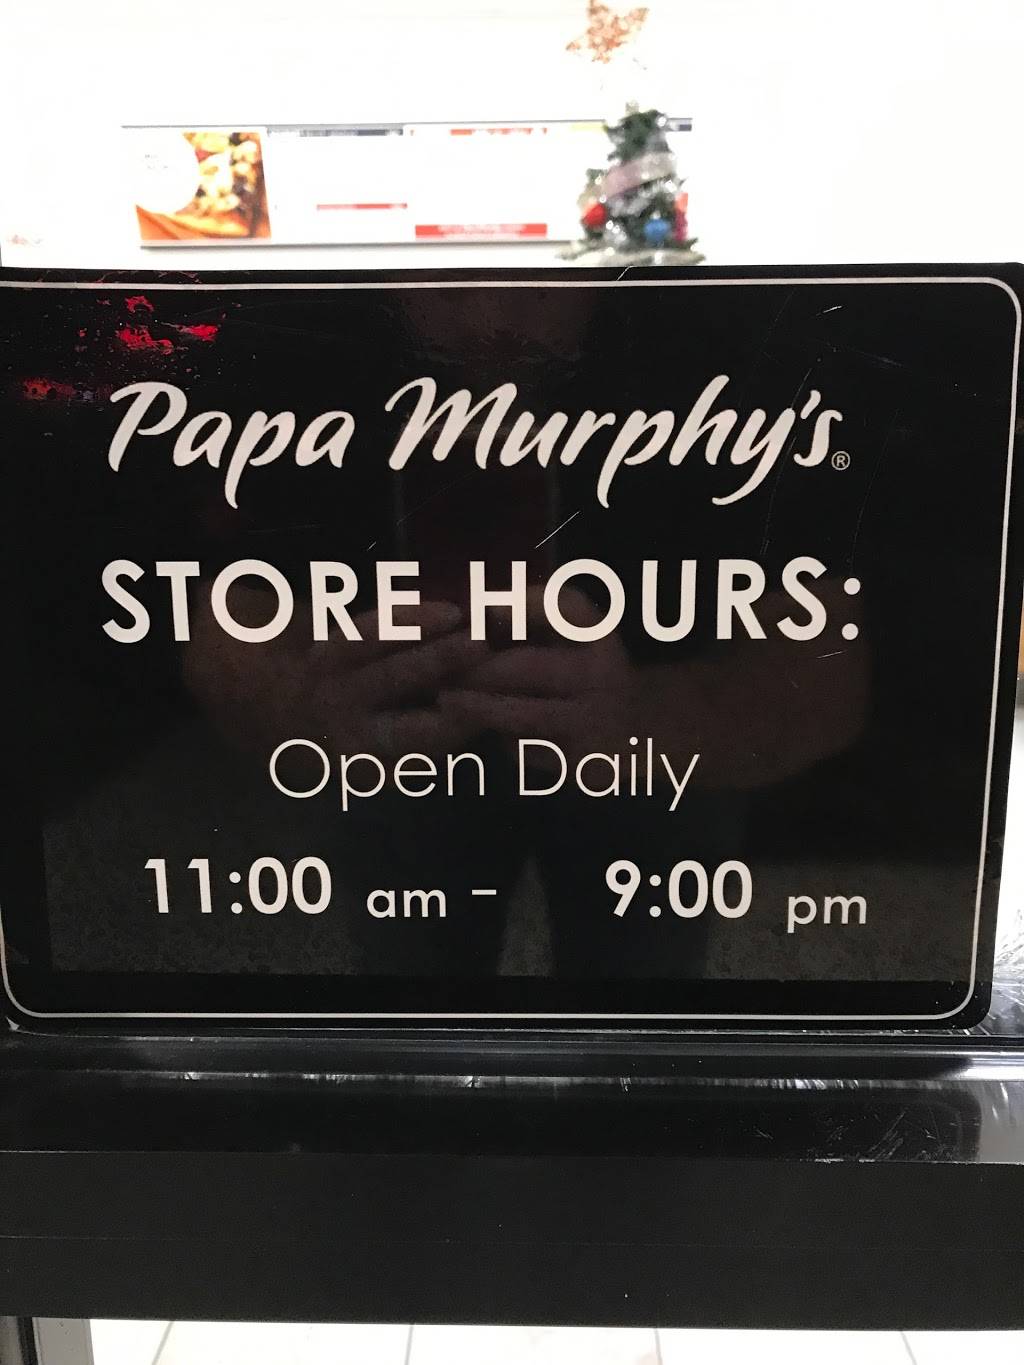 Papa Murphy's®
STORE HOURS:
Open Daily
11:00 am - 9:00 pm